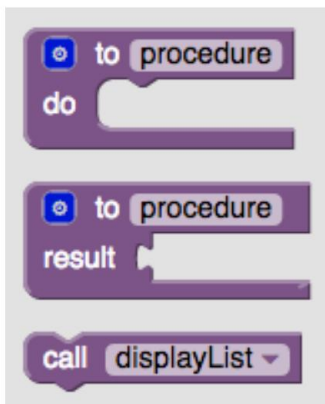 to procedure
do
to procedure
result
call displayList